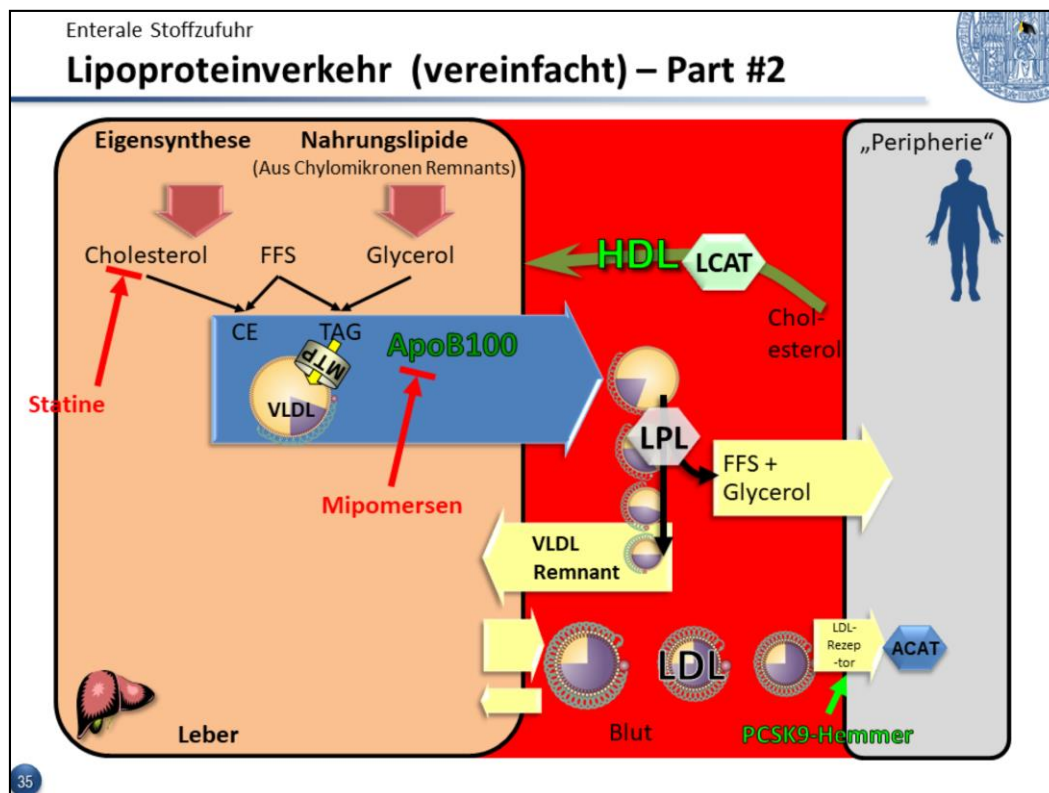 Enterale Stoffzufuhr
Lipoproteinverkehr (vereinfacht) – Part #2
Eigensynthese
Nahrungslipide
(Aus Chylomikronen Remnants)
„Peripherie“
Cholesterol
FFS
Glycerol
HDL
LCAT
Chol-
esterol
CE
TAG
ApoB100
MTP
VLDL
Statine
LPL
FFS +
Glycerol
Mipomersen
VLDL
Remnant
LDL-
Rezep
-tor
ACAT
LDL
Leber
Blut
PCSK9-Hemmer
35